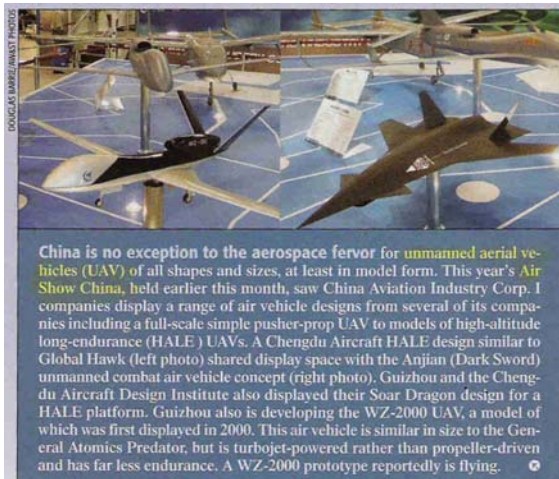 DOUGLAS BARRIE/AW&ST PHOTOS
China is no exception to the aerospace fervor for unmanned aerial ve-
hicles (UAV) of all shapes and sizes, at least in model form. This year's Air
Show China, held earlier this month, saw China Aviation Industry Corp. I
companies display a range of air vehicle designs from several of its compa-
nies including a full-scale simple pusher-prop UAV to models of high-altitude
long-endurance (HALE ) UAVs. A Chengdu Aircraft HALE design similar to
Global Hawk (left photo) shared display space with the Anjian (Dark Sword)
unmanned combat air vehicle concept (right photo). Guizhou and the Cheng-
du Aircraft Design Institute also displayed their Soar Dragon design for a
HALE platform. Guizhou also is developing the WZ-2000 UAV, a model of
which was first displayed in 2000. This air vehicle is similar in size to the Gen-
eral Atomics Predator, but is turbojet-powered rather than propeller-driven
and has far less endurance. A WZ-2000 prototype reportedly is flying.